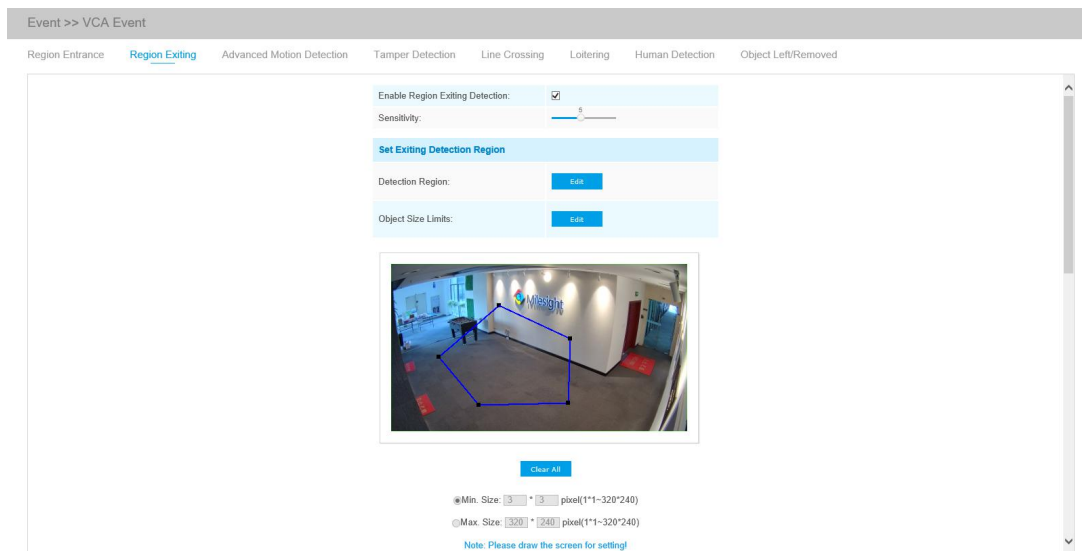 Event >> VCA Event
Region Entrance Region Exiting Advanced Motion Detection Tamper Detection Line Crossing Loitering Human Detection Object Left/Removed
Enable Region Exiting Detection:
Sensitivity: 5
Set Exiting Detection Region
Detection Region: Edit
Object Size Limits: Edit
Milesight
Clear All
Min. Size: 3 * 3 pixel(1*1~320*240)
Max. Size: 320 * 240 pixel(1*1~320*240)
Note: Please draw the screen for setting!